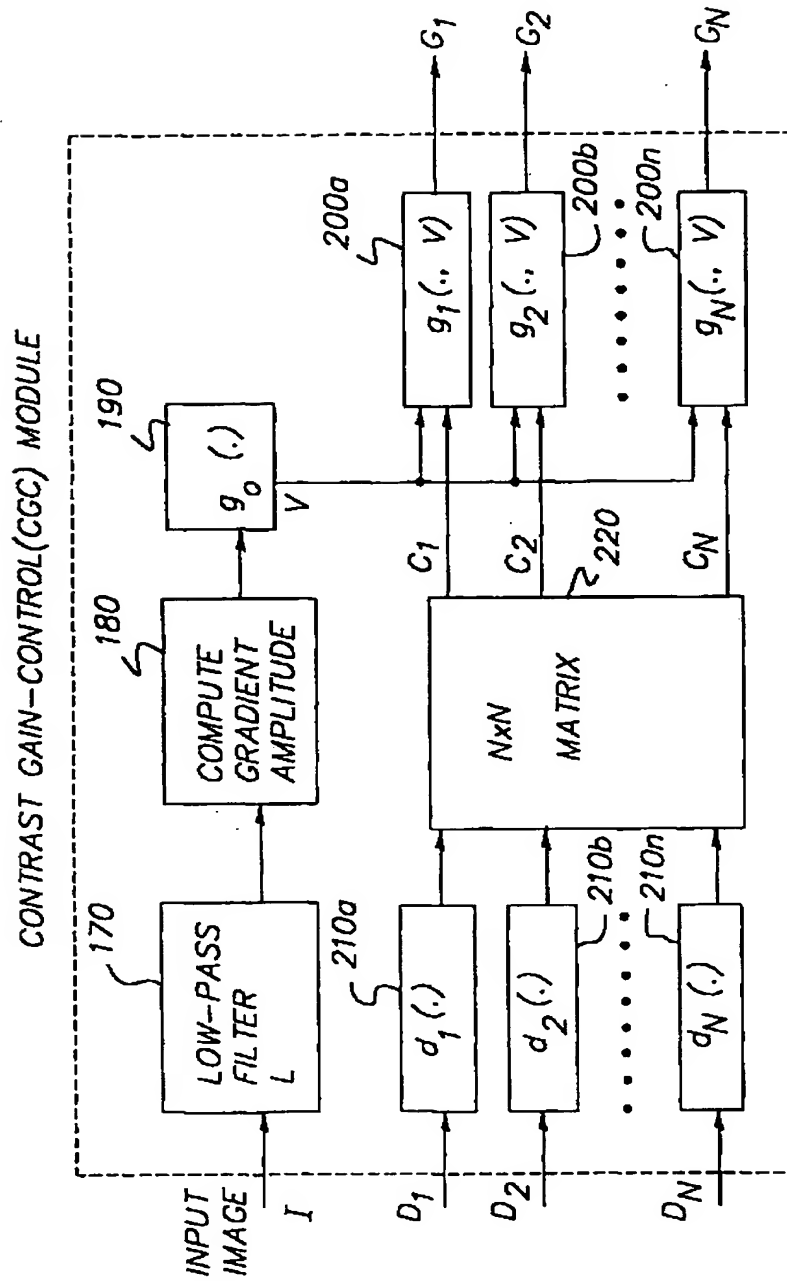 CONTRAST GAIN-CONTROL(CGC) MODULE
INPUT
IMAGE
I
170
LOW-PASS
FILTER
L
180
COMPUTE
GRADIENT
AMPLITUDE
190
g0 (.)
V
D1
210a
d1(.)
D2
d2(.)
210b
DN
dN(.)
210n
NxN
MATRIX
220
C1
C2
CN
200a
g1(., V)
G1
g2(., V)
200b
G2
gN(., V)
200n
GN